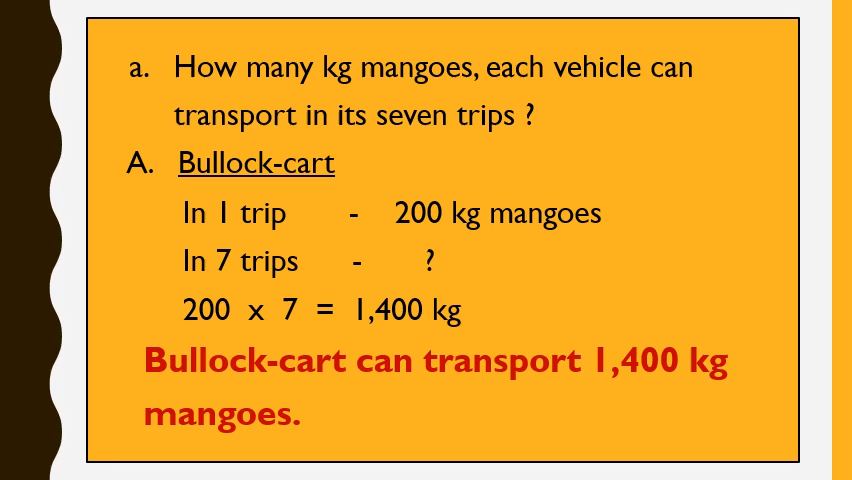 a. How many kg mangoes, each vehicle can
transport in its seven trips ?
A. Bullock-cart
In 1 trip - 200 kg mangoes
In 7 trips - ?
200 x 7 = 1,400 kg
Bullock-cart can transport 1,400 kg
mangoes.